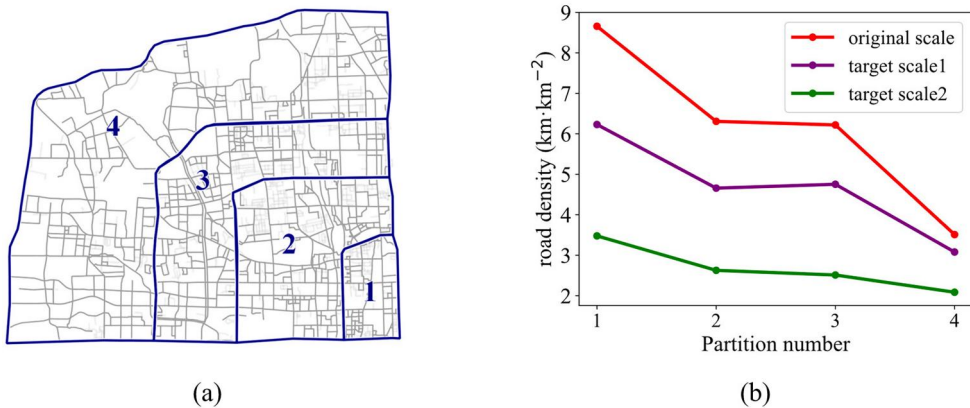 4
3
2
1
(a)
road density (km·km⁻²)
9
8
7
6
5
4
3
2
original scale
target scale1
target scale2
1 2 3 4
Partition number
(b)